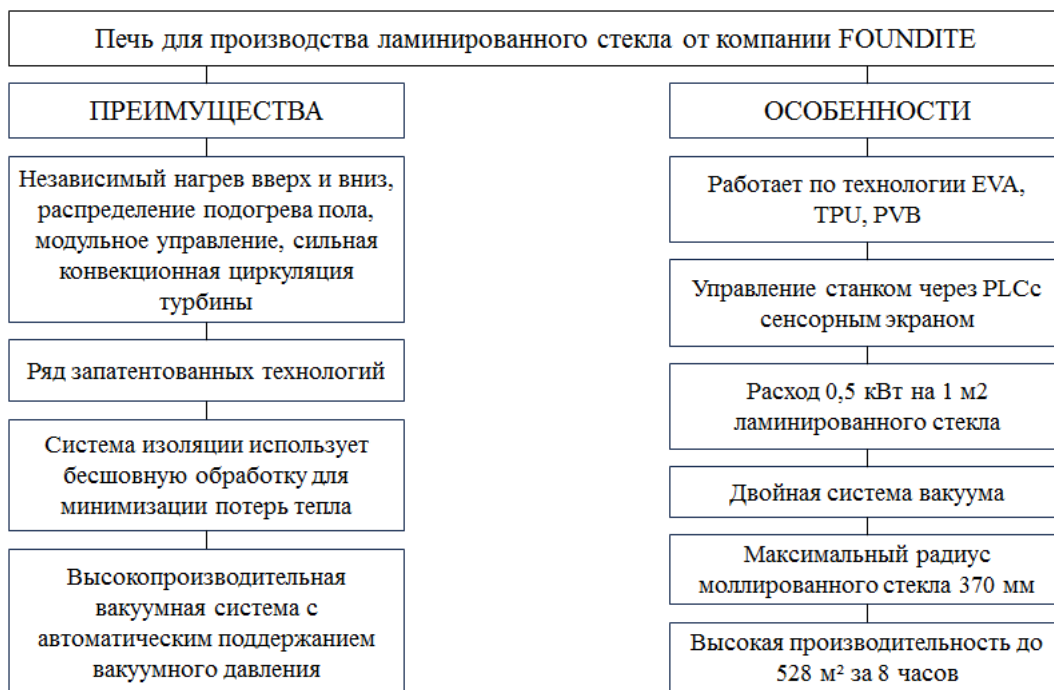 Печь для производства ламинированного стекла от компании FOUNDITE
ПРЕИМУЩЕСТВА
Независимый нагрев вверх и вниз,
распределение подогрева пола,
модульное управление, сильная
конвекционная циркуляция
турбины
Ряд запатентованных технологий
Система изоляции использует
бесшовную обработку для
минимизации потерь тепла
Высокопроизводительная
вакуумная система с
автоматическим поддержанием
вакуумного давления
ОСОБЕННОСТИ
Работает по технологии EVA,
TPU, PVB
Управление станком через PLCс
сенсорным экраном
Расход 0,5 кВт на 1 м2
ламинированного стекла
Двойная система вакуума
Максимальный радиус
моллированного стекла 370 мм
Высокая производительность до
528 м² за 8 часов